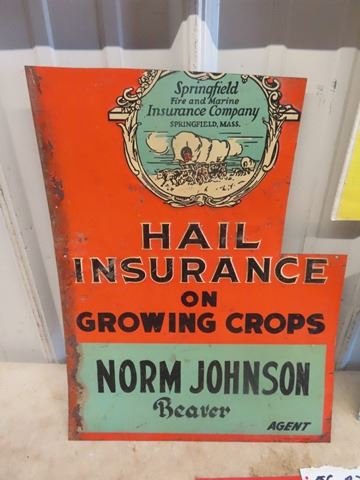 Springfield
Fire and Marine
Insurance Company
SPRINGFIELD, MASS.
HAIL
INSURANCE
ON
GROWING CROPS
NORM JOHNSON
Beaver
AGENT